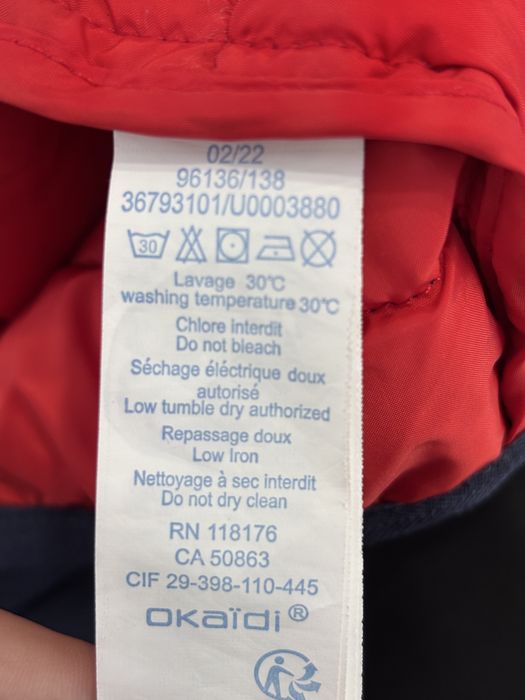 02/22
96136/138
36793101/U0003880
30
Lavage 30°C
washing temperature 30°C
Chlore interdit
Do not bleach
Séchage éléctrique doux
autorisé
Low tumble dry authorized
Repassage doux
Low Iron
Nettoyage à sec interdit
Do not dry clean
RN 118176
CA 50863
CIF 29-398-110-445
okaïdi®